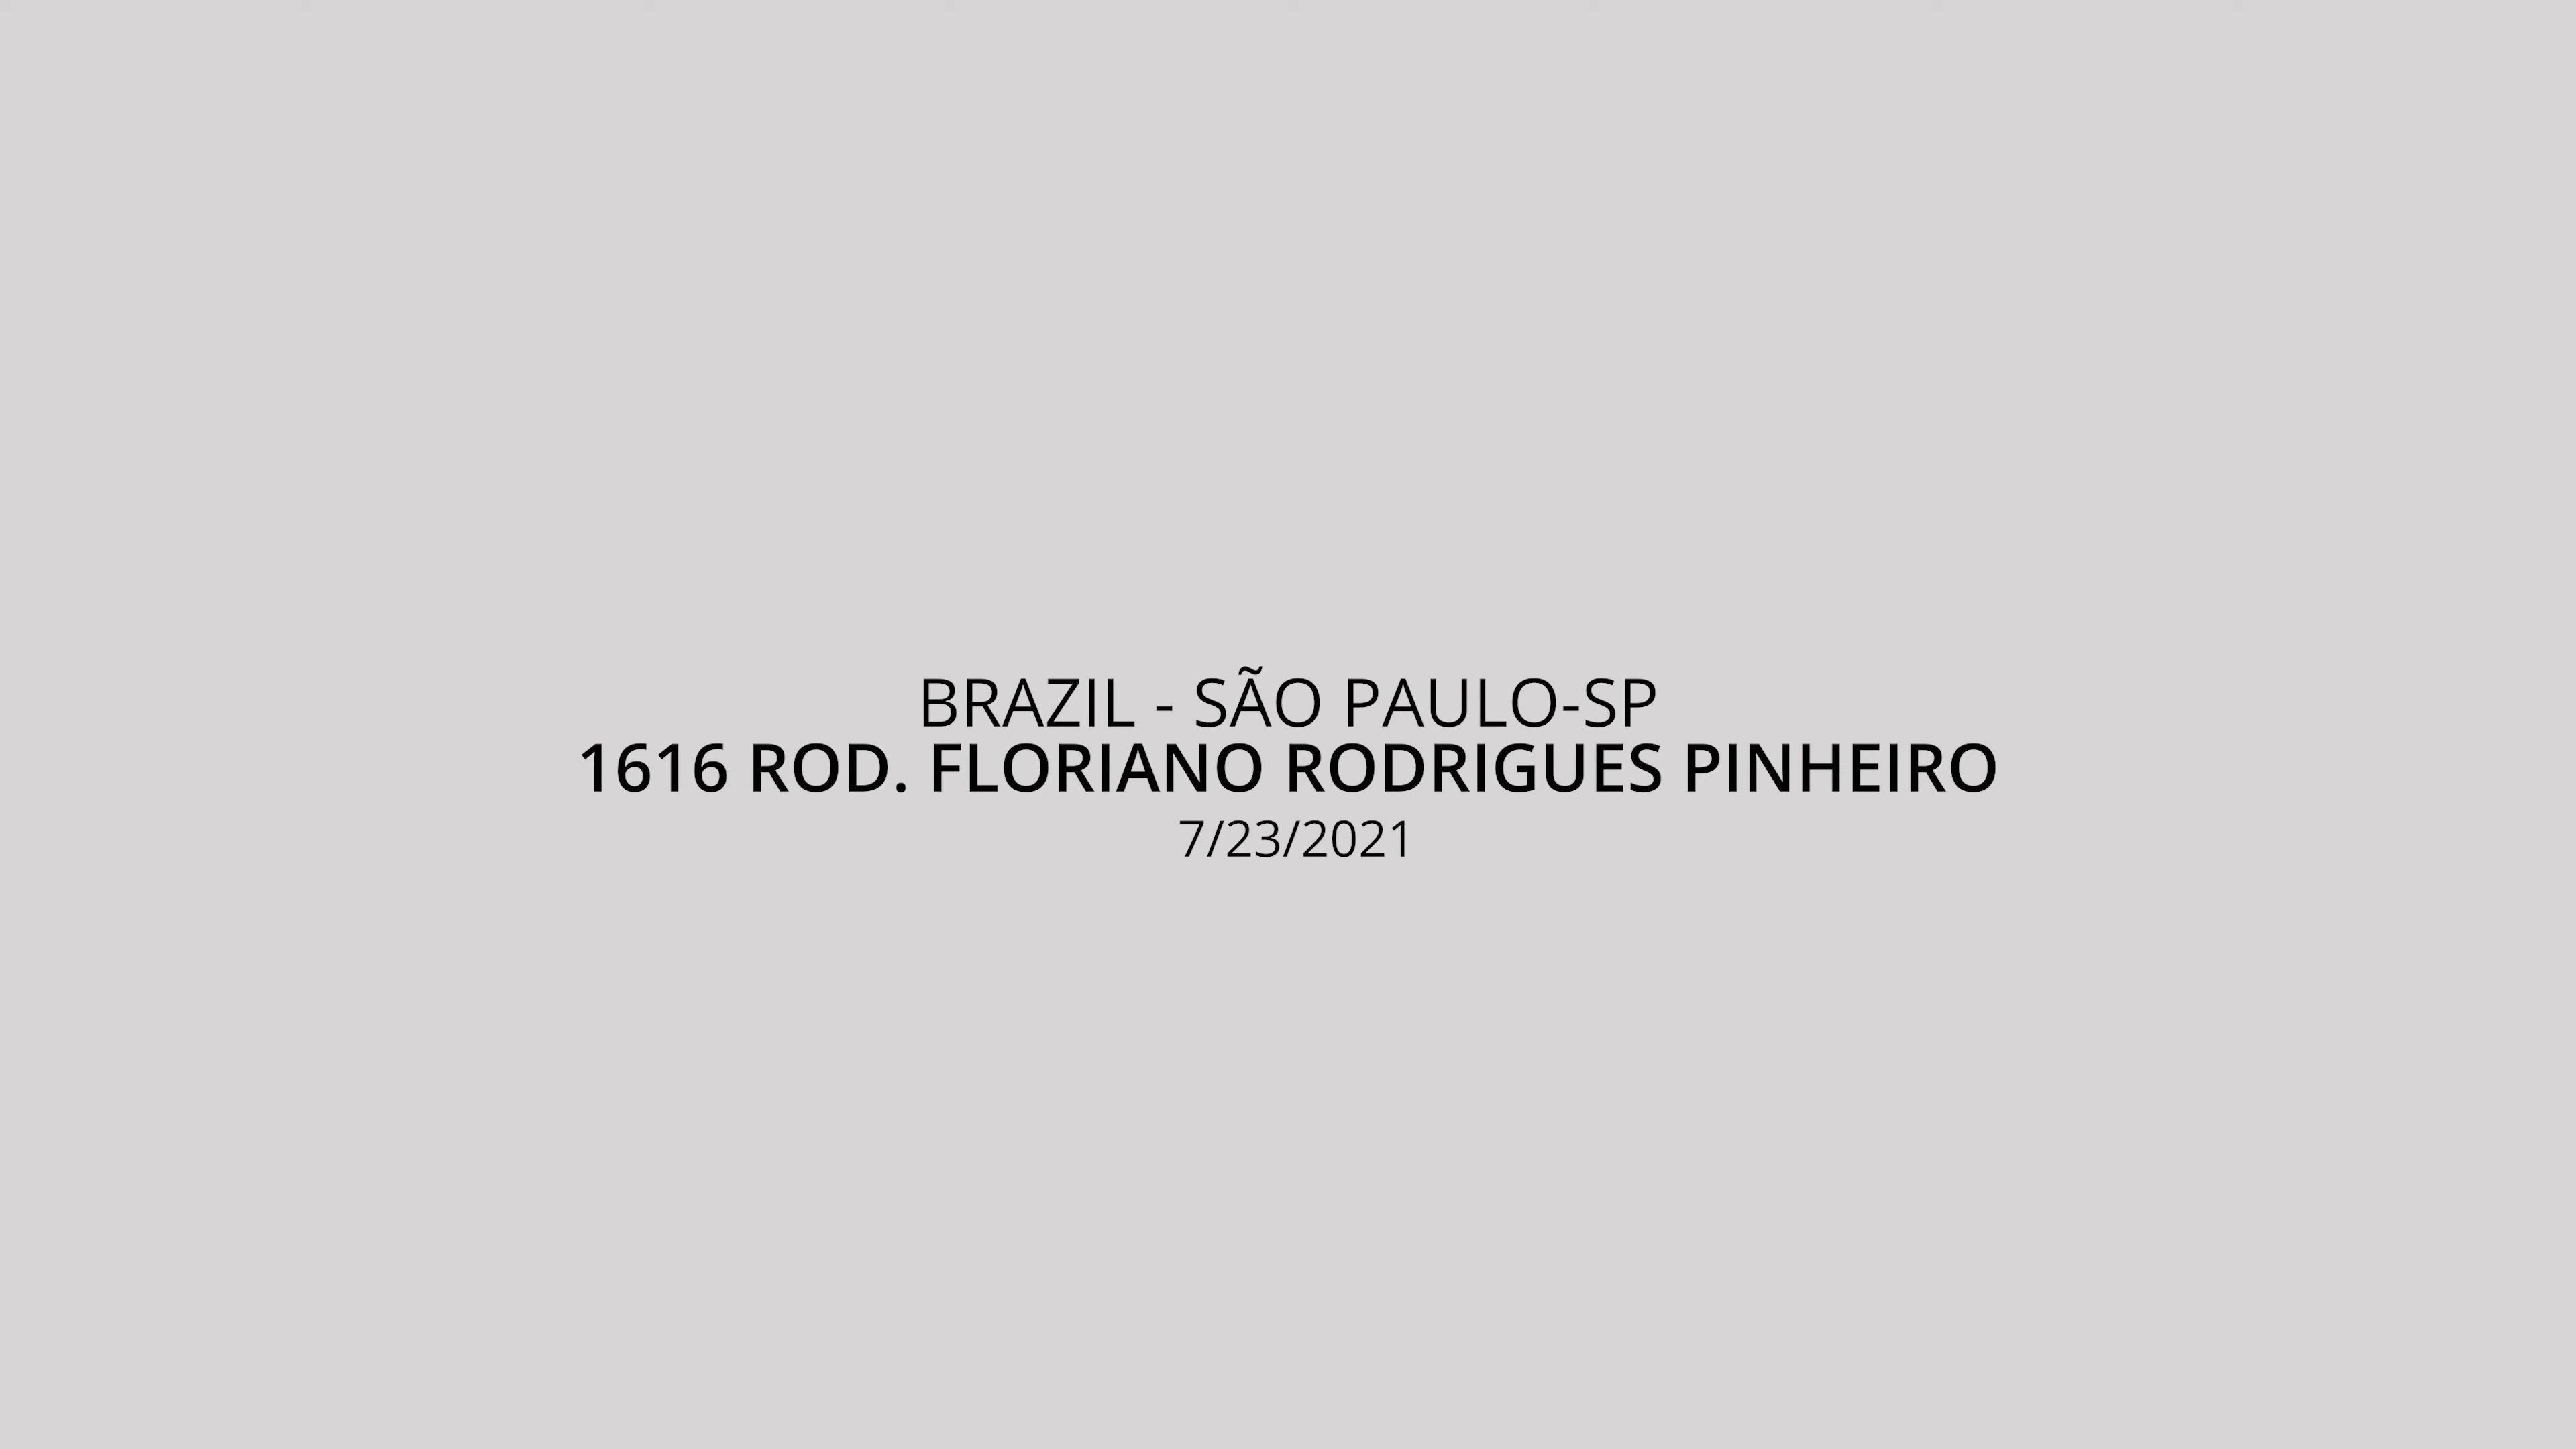 BRAZIL - SÃO PAULO-SP
1616 ROD. FLORIANO RODRIGUES PINHEIRO
7/23/2021